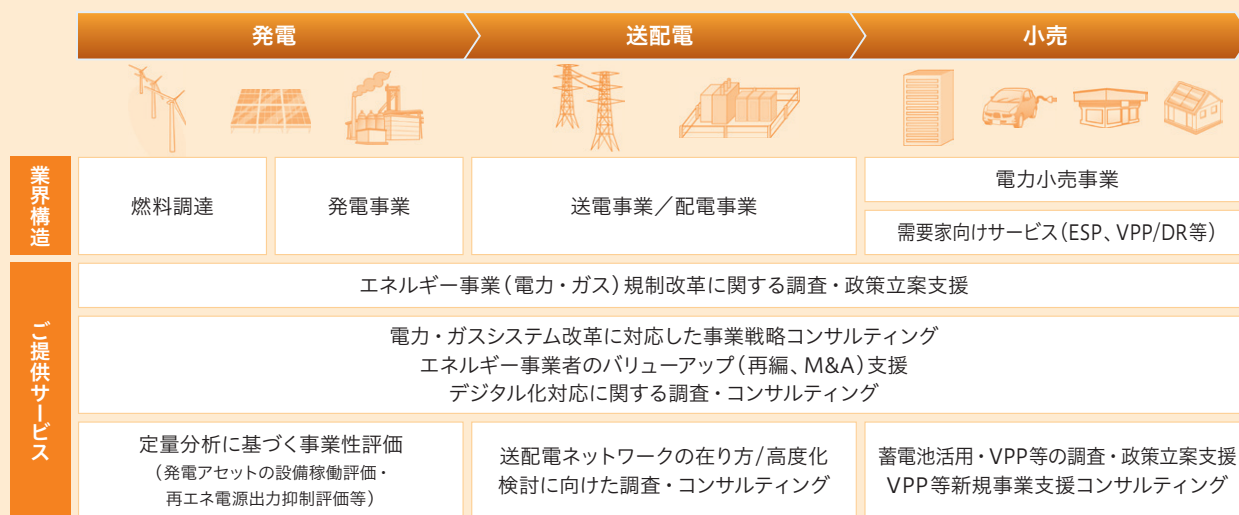 発電
送配電
小売
業界構造
燃料調達
発電事業
送電事業／配電事業
電力小売事業
需要家向けサービス（ESP、VPP/DR等）
ご提供サービス
エネルギー事業（電力・ガス）規制改革に関する調査・政策立案支援
電力・ガスシステム改革に対応した事業戦略コンサルティング
エネルギー事業者のバリューアップ（再編、M&A）支援
デジタル化対応に関する調査・コンサルティング
定量分析に基づく事業性評価
（発電アセットの設備稼働評価・
再エネ電源出力抑制評価等）
送配電ネットワークの在り方/高度化
検討に向けた調査・コンサルティング
蓄電池活用・VPP等の調査・政策立案支援
VPP等新規事業支援コンサルティング